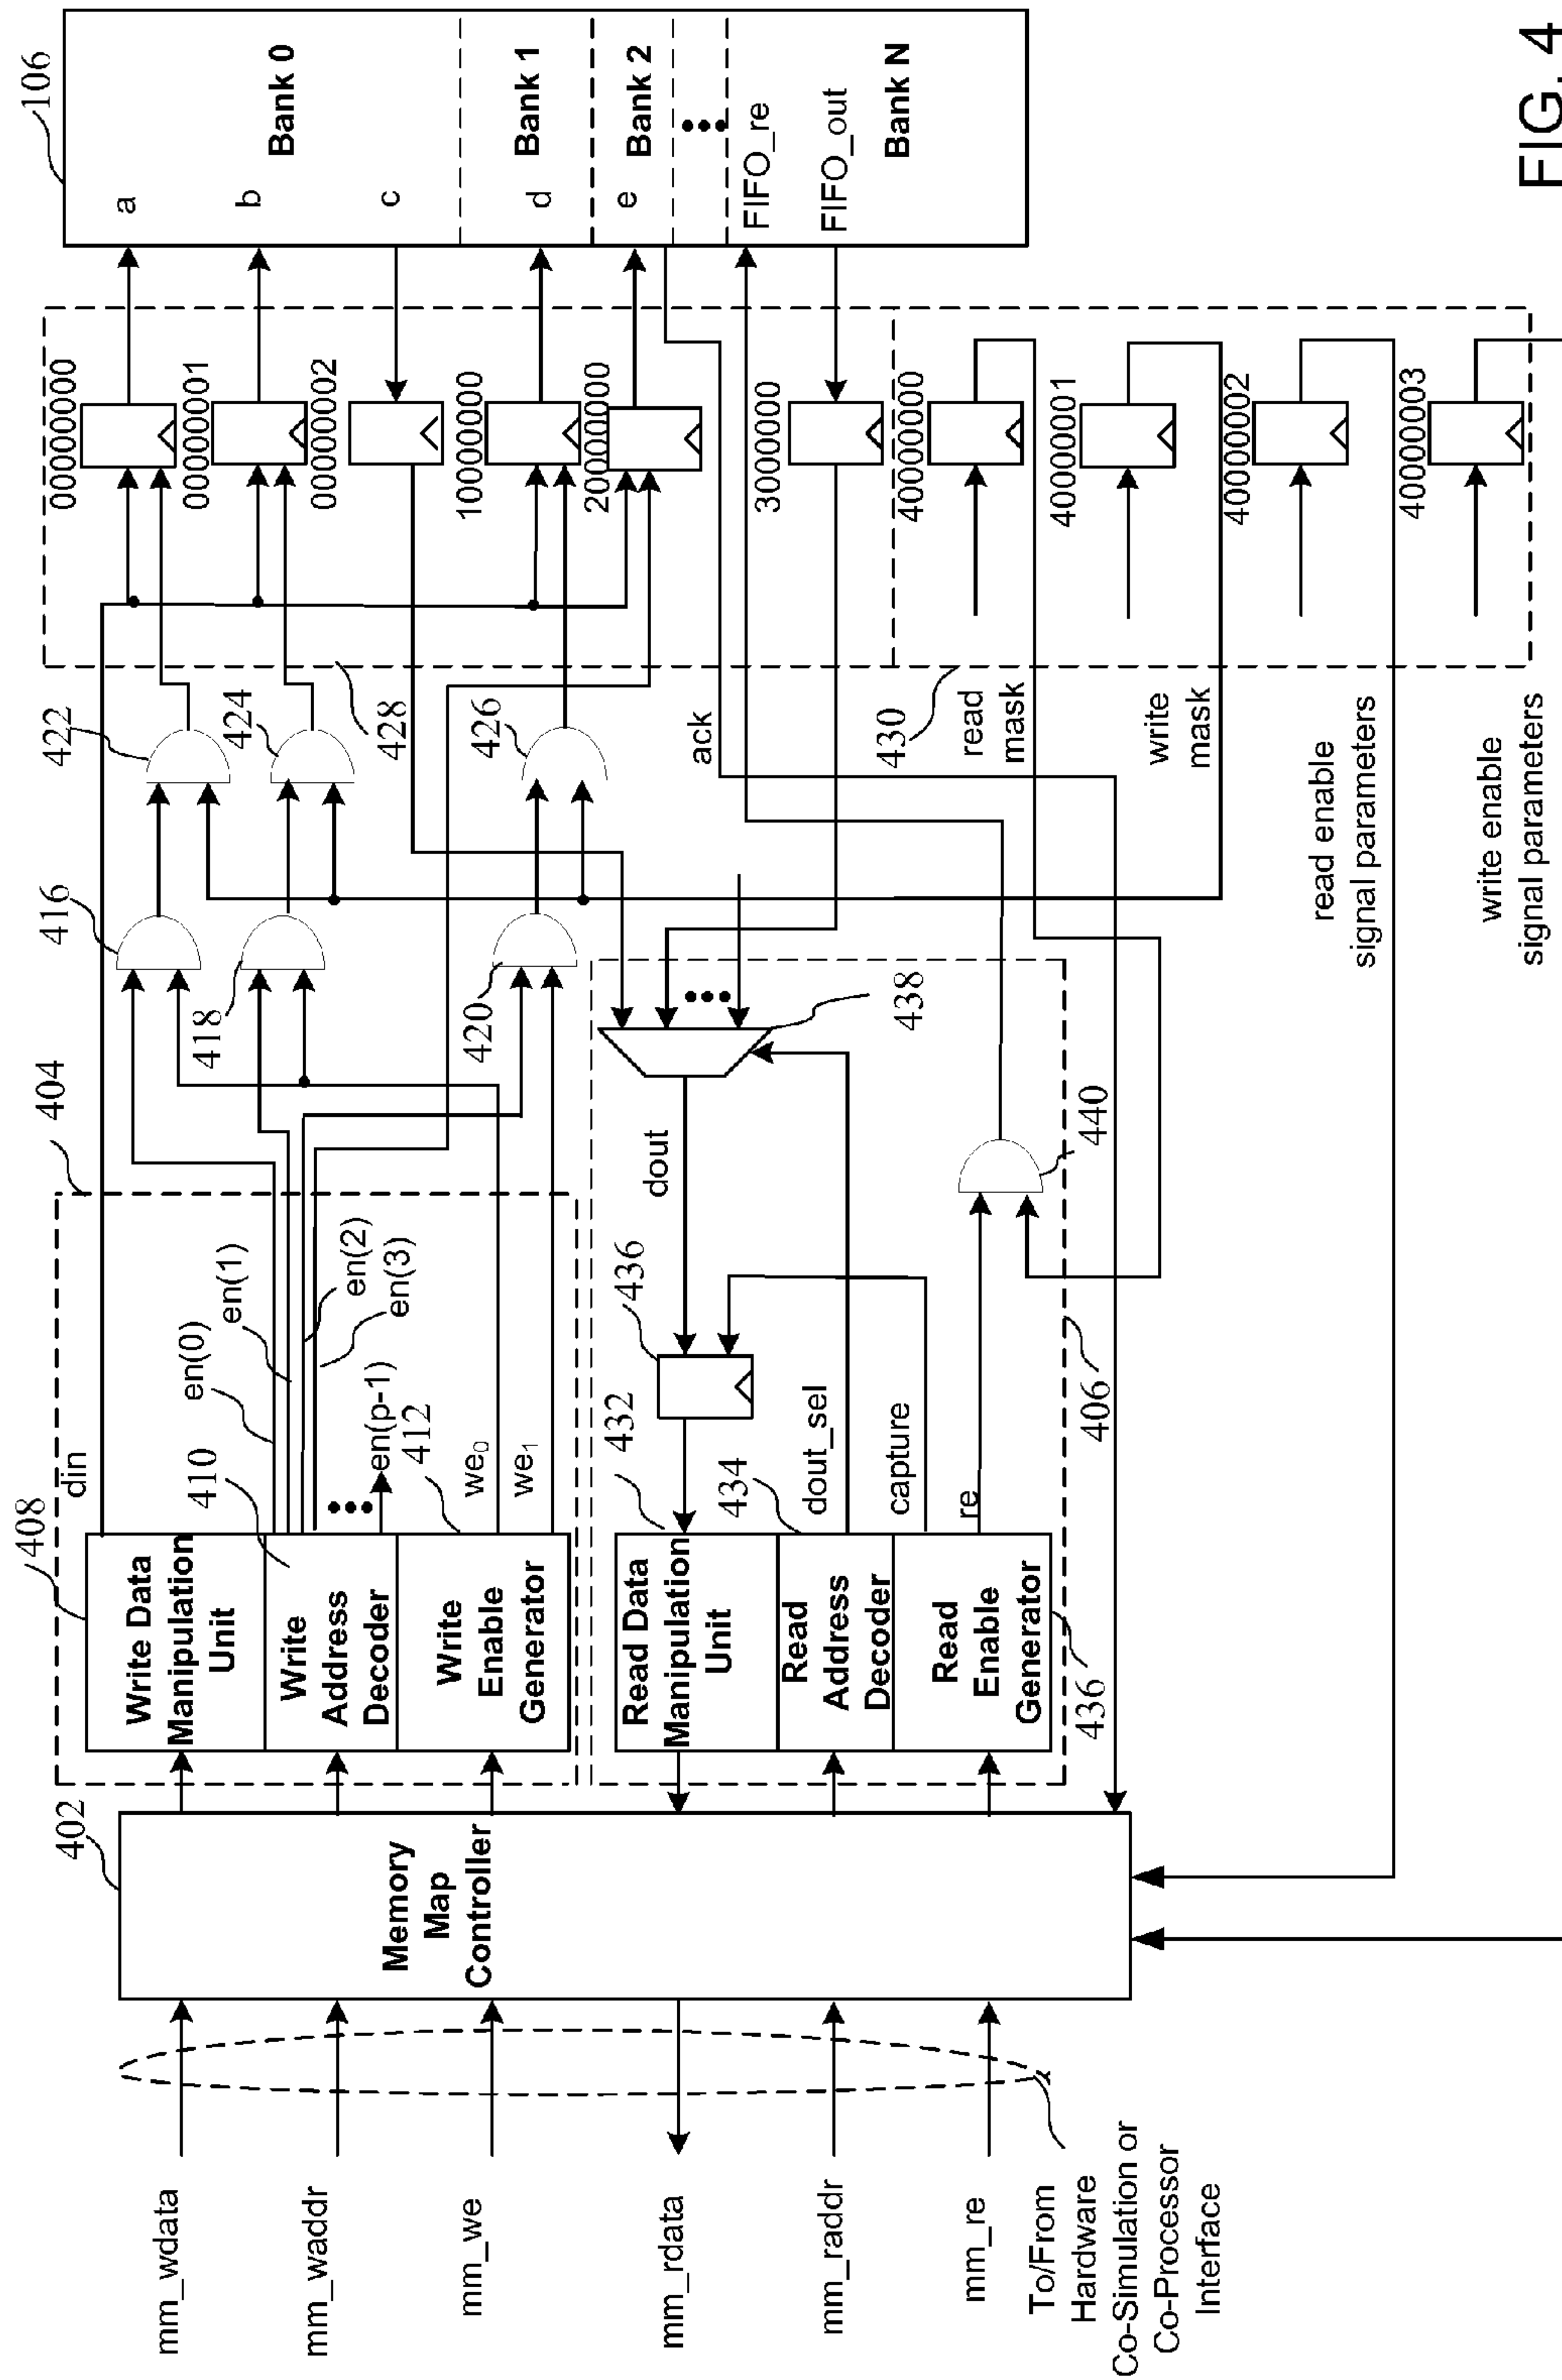 106
a
b
c
Bank 0
d
Bank 1
e
Bank 2
FIFO_re
FIFO_out
Bank N
00000000
00000001
00000002
10000000
20000000
3000000
40000000
40000001
40000002
40000003
422
424
428
426
ack
430
read
mask
write
mask
read enable
signal parameters
write enable
signal parameters
416
418
420
438
404
440
dout
408
din
410
en(0)
en(1)
en(2)
en(3)
en(p-1)
412
we0
we1
436
432
434
dout_sel
capture
re
406
Write Data
Manipulation
Unit
Write
Address
Decoder
Write
Enable
Generator
Read Data
Manipulation
Unit
Read
Address
Decoder
Read
Enable
Generator
436
402
Memory
Map
Controller
mm_wdata
mm_waddr
mm_we
mm_rdata
mm_raddr
mm_re
To/From
Hardware
Co-Simulation or
Co-Processor
Interface
FIG. 4